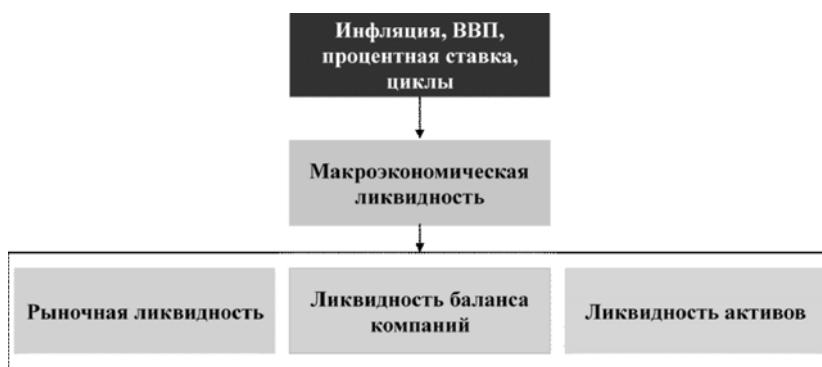 Инфляция, ВВП,
процентная ставка,
циклы
Макроэкономическая
ликвидность
Рыночная ликвидность
Ликвидность баланса
компаний
Ликвидность активов